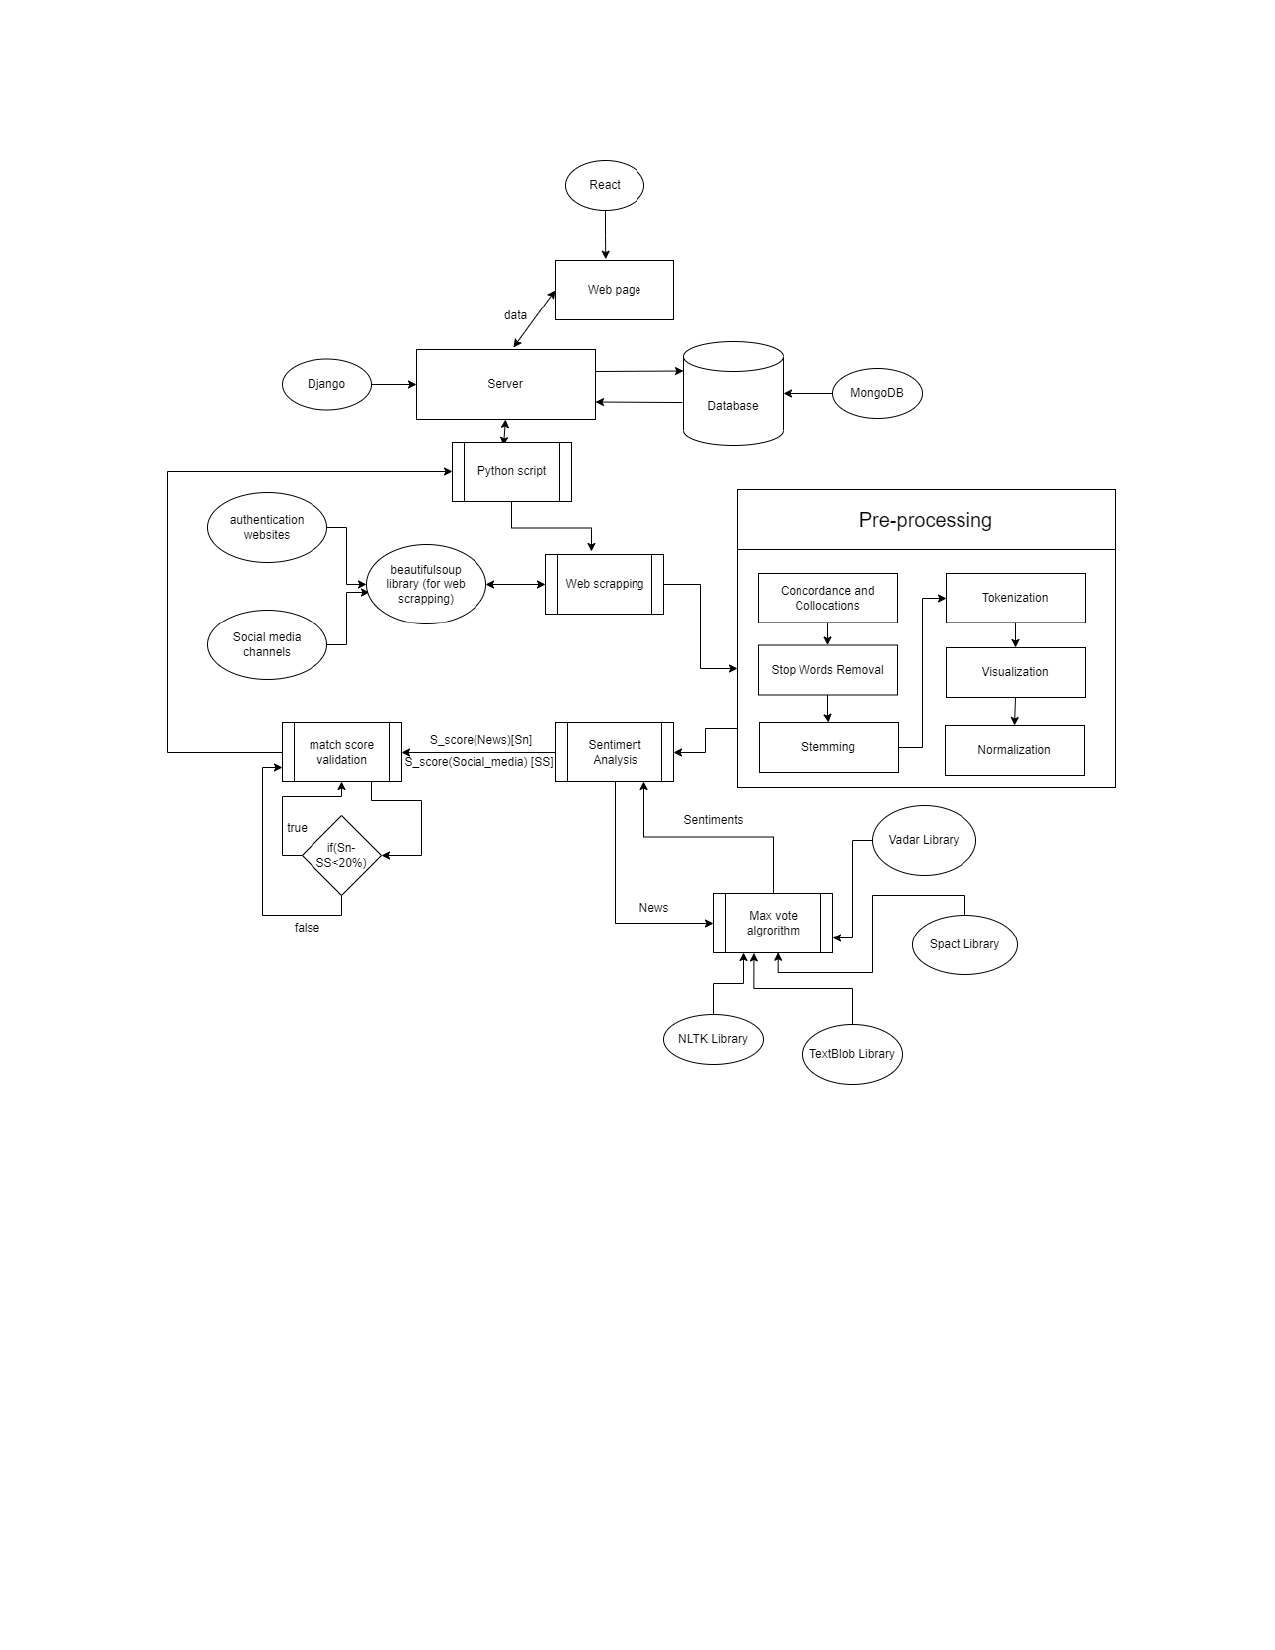 React
Web page
data
Django
Server
Database
MongoDB
Python script
authentication
websites
beautifulsoup
library (for web
scrapping)
Web scrapping
Social media
channels
Pre-processing
Concordance and
Collocations
Tokenization
Stop Words Removal
Visualization
Stemming
Normalization
match score
validation
S_score(News)[Sn]
S_score(Social_media) [SS]
Sentimert
Analysis
true
if(Sn-
SS<20%)
false
Sentiments
News
Max vote
algrorithm
Vadar Library
Spact Library
NLTK Library
TextBlob Library